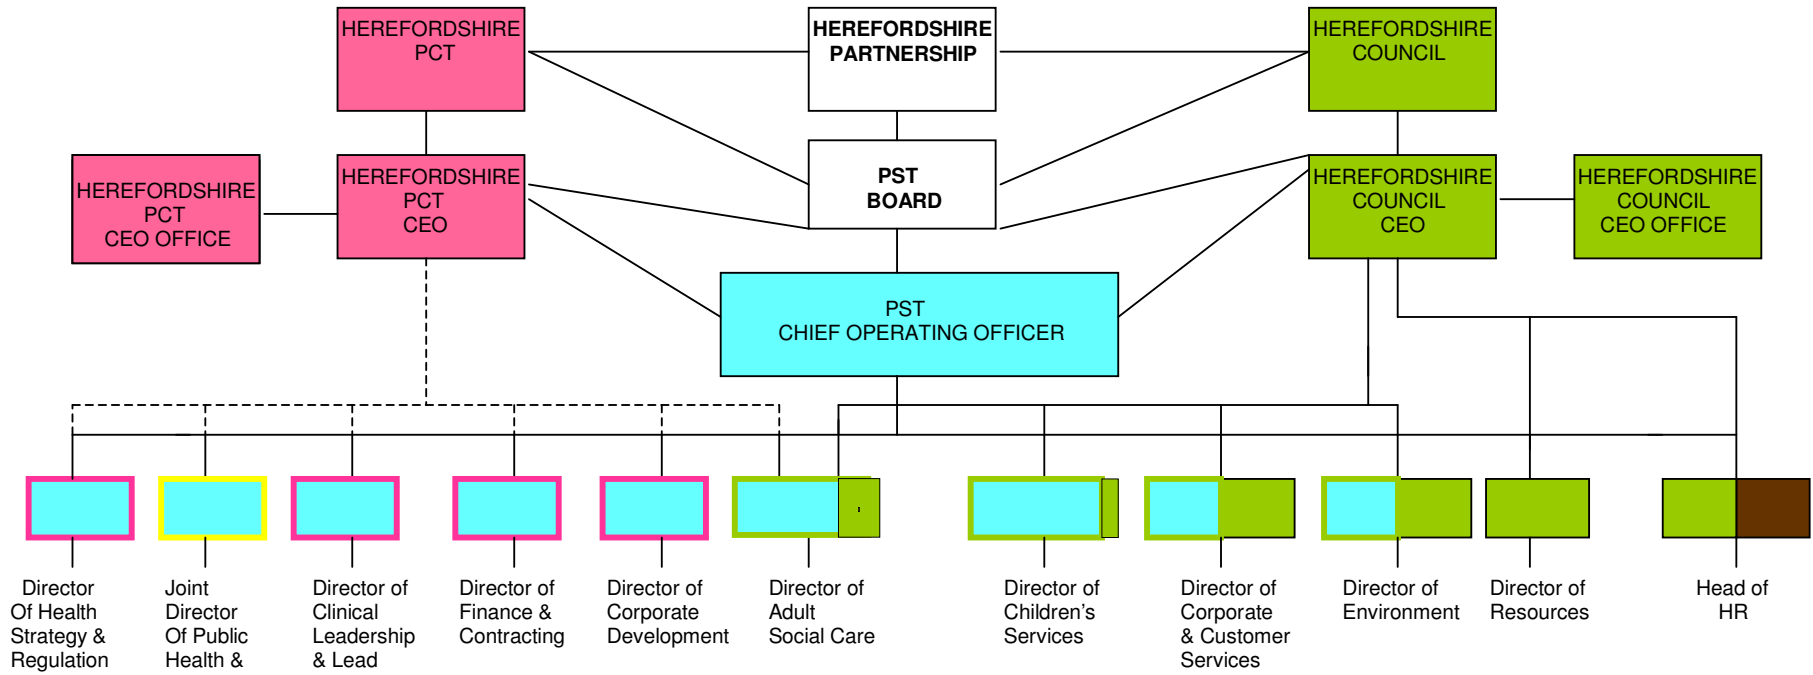 HEREFORDSHIRE
PCT
HEREFORDSHIRE
PARTNERSHIP
HEREFORDSHIRE
COUNCIL
HEREFORDSHIRE
PCT
CEO OFFICE
HEREFORDSHIRE
PCT
CEO
PST
BOARD
HEREFORDSHIRE
COUNCIL
CEO
HEREFORDSHIRE
COUNCIL
CEO OFFICE
PST
CHIEF OPERATING OFFICER
Director
Of Health
Strategy &
Regulation
Joint
Director
Of Public
Health &
Director of
Clinical
Leadership
& Lead
Director of
Finance &
Contracting
Director of
Corporate
Development
Director of
Adult
Social Care
Director of
Children's
Services
Director of
Corporate
& Customer
Services
Director of
Environment
Director of
Resources
Head of
HR